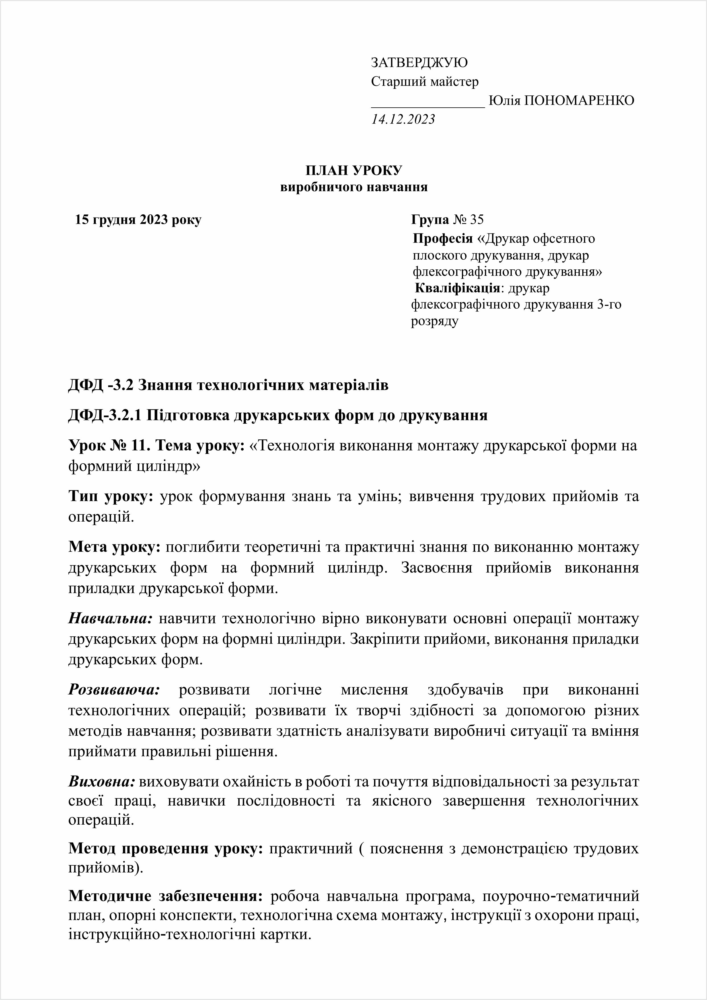 ЗАТВЕРДЖУЮ
Старший майстер
________________ Юлія ПОНОМАРЕНКО
14.12.2023
ПЛАН УРОКУ
виробничого навчання
15 грудня 2023 року
Група № 35
Професія «Друкар офсетного
плоского друкування, друкар
флексографічного друкування»
Кваліфікація: друкар
флексографічного друкування 3-го
розряду
ДФД -3.2 Знання технологічних матеріалів
ДФД-3.2.1 Підготовка друкарських форм до друкування
Урок № 11. Тема уроку: «Технологія виконання монтажу друкарської форми на
формний циліндр»
Тип уроку: урок формування знань та умінь; вивчення трудових прийомів та
операцій.
Мета уроку: поглибити теоретичні та практичні знання по виконанню монтажу
друкарських форм на формний циліндр. Засвоєння прийомів виконання
приладки друкарської форми.
Навчальна: навчити технологічно вірно виконувати основні операції монтажу
друкарських форм на формні циліндри. Закріпити прийоми, виконання приладки
друкарських форм.
Розвиваюча: розвивати логічне мислення здобувачів при виконанні
технологічних операцій; розвивати їх творчі здібності за допомогою різних
методів навчання; розвивати здатність аналізувати виробничі ситуації та вміння
приймати правильні рішення.
Виховна: виховувати охайність в роботі та почуття відповідальності за результат
своєї праці, навички послідовності та якісного завершення технологічних
операцій.
Метод проведення уроку: практичний ( пояснення з демонстрацією трудових
прийомів).
Методичне забезпечення: робоча навчальна програма, поурочно-тематичний
план, опорні конспекти, технологічна схема монтажу, інструкції з охорони праці,
інструкційно-технологічні картки.